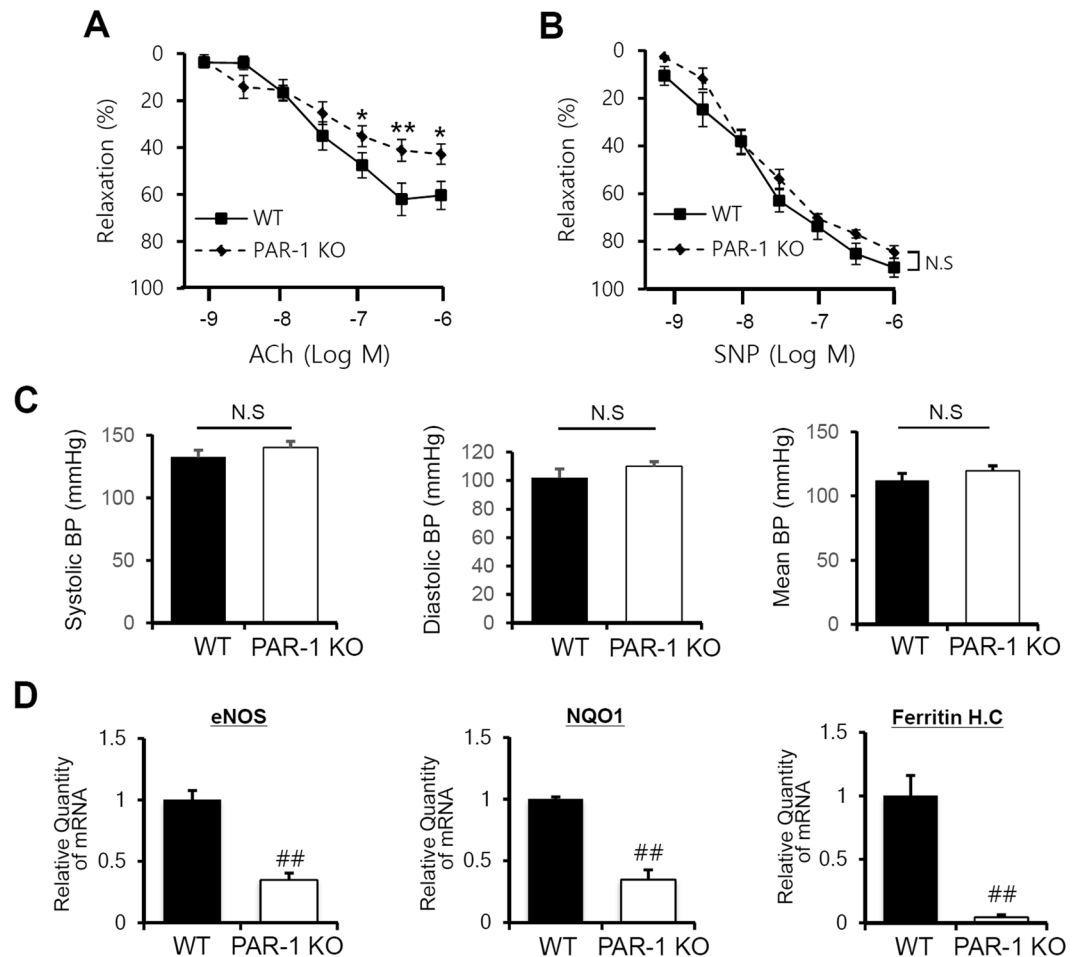 A
Relaxation (%)
0
20
40
60
80
100
*
**
*
WT
PAR-1 KO
-9
-8
-7
-6
ACh (Log M)
B
Relaxation (%)
0
20
40
60
80
100
WT
PAR-1 KO
N.S
-9
-8
-7
-6
SNP (Log M)
C
N.S
Systolic BP (mmHg)
150
100
50
0
WT
PAR-1 KO
N.S
Diastolic BP (mmHg)
120
100
80
60
40
20
0
WT
PAR-1 KO
N.S
Mean BP (mmHg)
150
100
50
0
WT
PAR-1 KO
D
eNOS
Relative Quantity
of mRNA
1.5
1
0.5
0
##
WT
PAR-1 KO
NQO1
Relative Quantity
of mRNA
1.5
1
0.5
0
##
WT
PAR-1 KO
Ferritin H.C
Relative Quantity
of mRNA
1.5
1
0.5
0
##
WT
PAR-1 KO